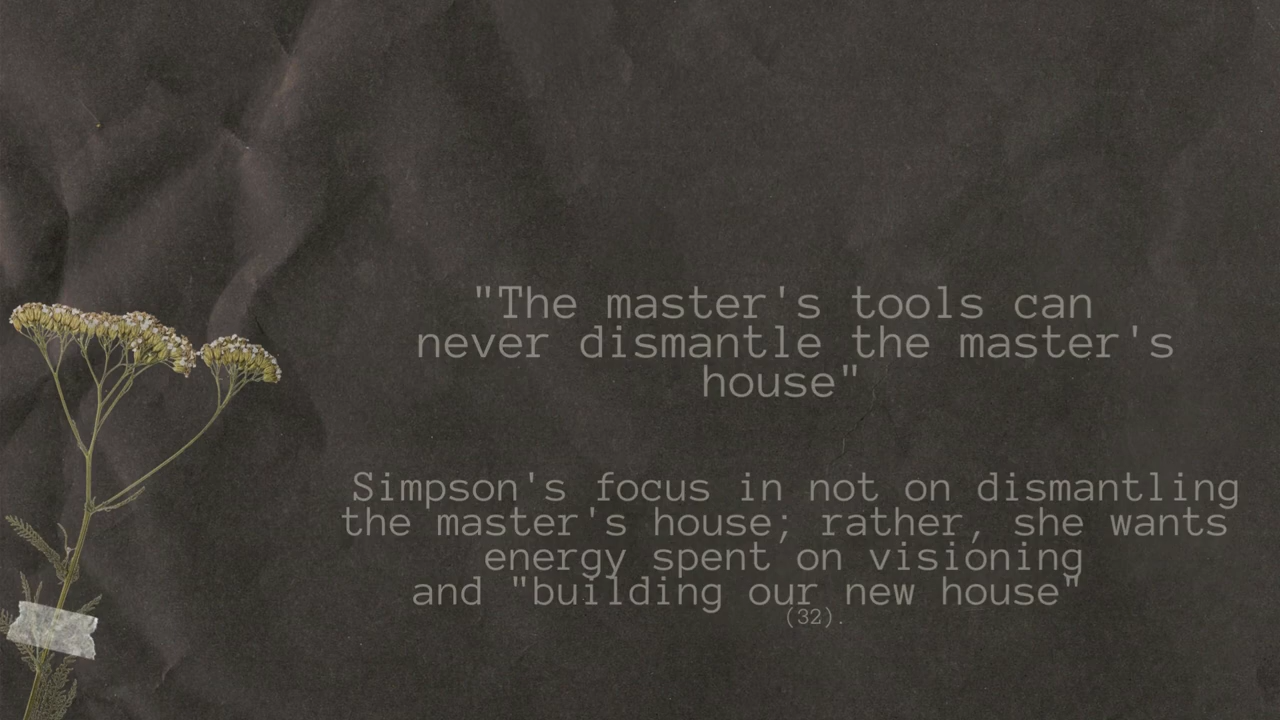 "The master's tools can
never dismantle the master's
house"
Simpson's focus in not on dismantling
the master's house; rather, she wants
energy spent on visioning
and "building our new house"
(32).